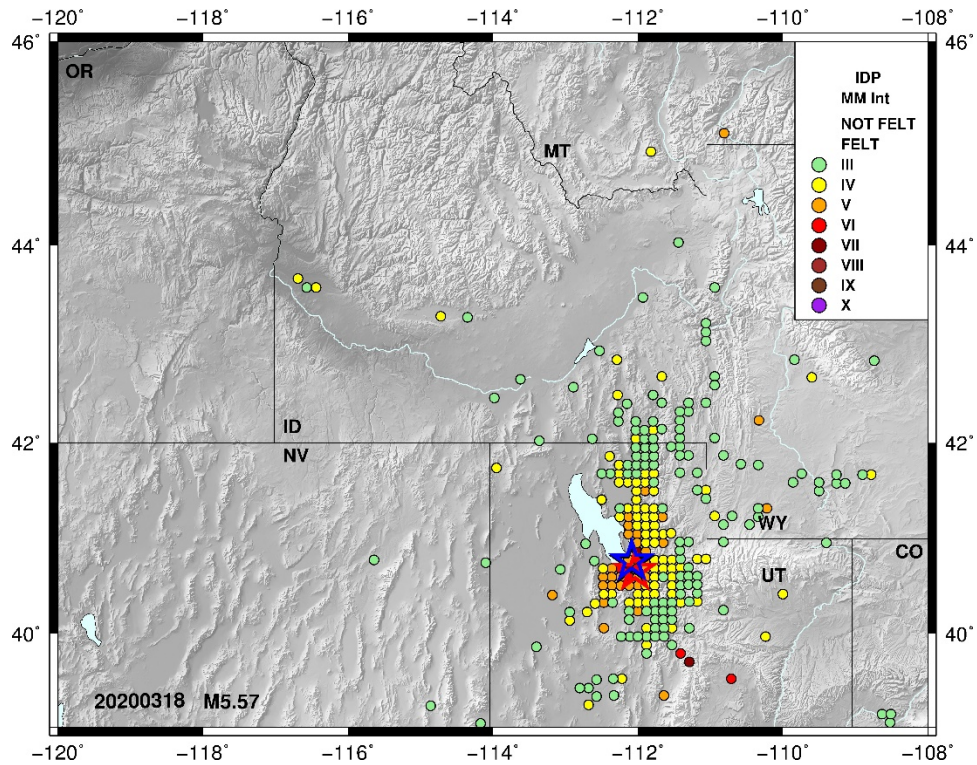 −120° −118° −116° −114° −112° −110° −108°
46° 46°
OR
IDP
MM Int
NOT FELT
FELT
MT
III
IV
V
VI
44° 44°
VII
VIII
IX
X
ID
42° 42°
NV
WY
CO
UT
40° 40°
20200318 M5.57
−120° −118° −116° −114° −112° −110° −108°